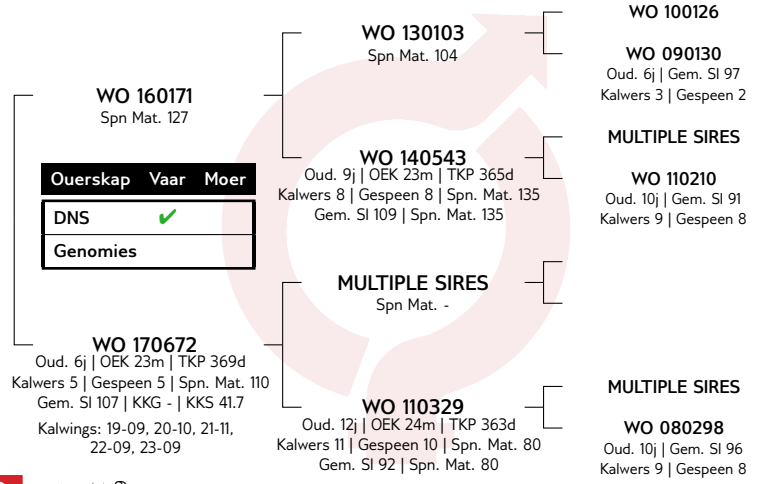 WO 160171
Spn Mat. 127
Ouerskap Vaar Moer
DNS ✔
Genomies
WO 170672
Oud. 6j | OEK 23m | TKP 369d
Kalwers 5 | Gespeen 5 | Spn. Mat. 110
Gem. SI 107 | KKG - | KKS 41.7
Kalwings: 19-09, 20-10, 21-11,
22-09, 23-09
WO 130103
Spn Mat. 104
WO 140543
Oud. 9j | OEK 23m | TKP 365d
Kalwers 8 | Gespeen 8 | Spn. Mat. 135
Gem. SI 109 | Spn. Mat. 135
MULTIPLE SIRES
Spn Mat. -
WO 110329
Oud. 12j | OEK 24m | TKP 363d
Kalwers 11 | Gespeen 10 | Spn. Mat. 80
Gem. SI 92 | Spn. Mat. 80
WO 100126
WO 090130
Oud. 6j | Gem. SI 97
Kalwers 3 | Gespeen 2
MULTIPLE SIRES
WO 110210
Oud. 10j | Gem. SI 91
Kalwers 9 | Gespeen 8
MULTIPLE SIRES
WO 080298
Oud. 10j | Gem. SI 96
Kalwers 9 | Gespeen 8